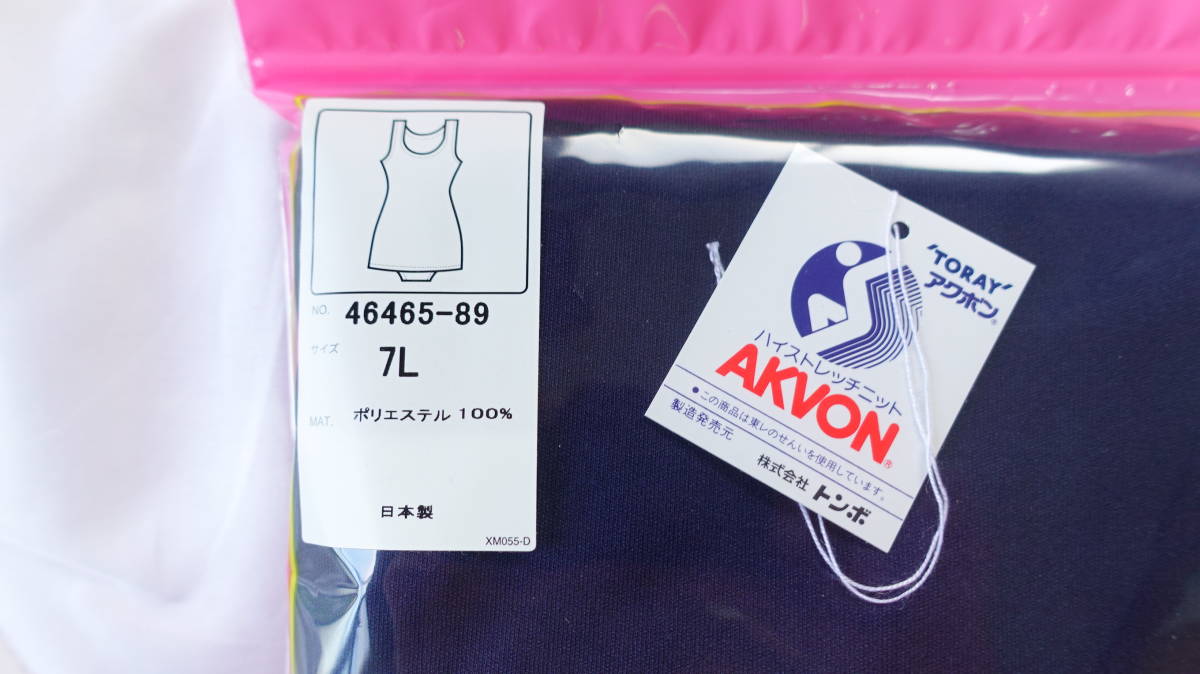 NO. 46465-89
サイズ 7L
MAT. ポリエステル 100%
日本製
XM055-D
'TORAY'
アクボン®
ハイストレッチニット
AKVON®
●この商品は東レのせんいを使用しています。
製造発売元
株式会社 トンボ